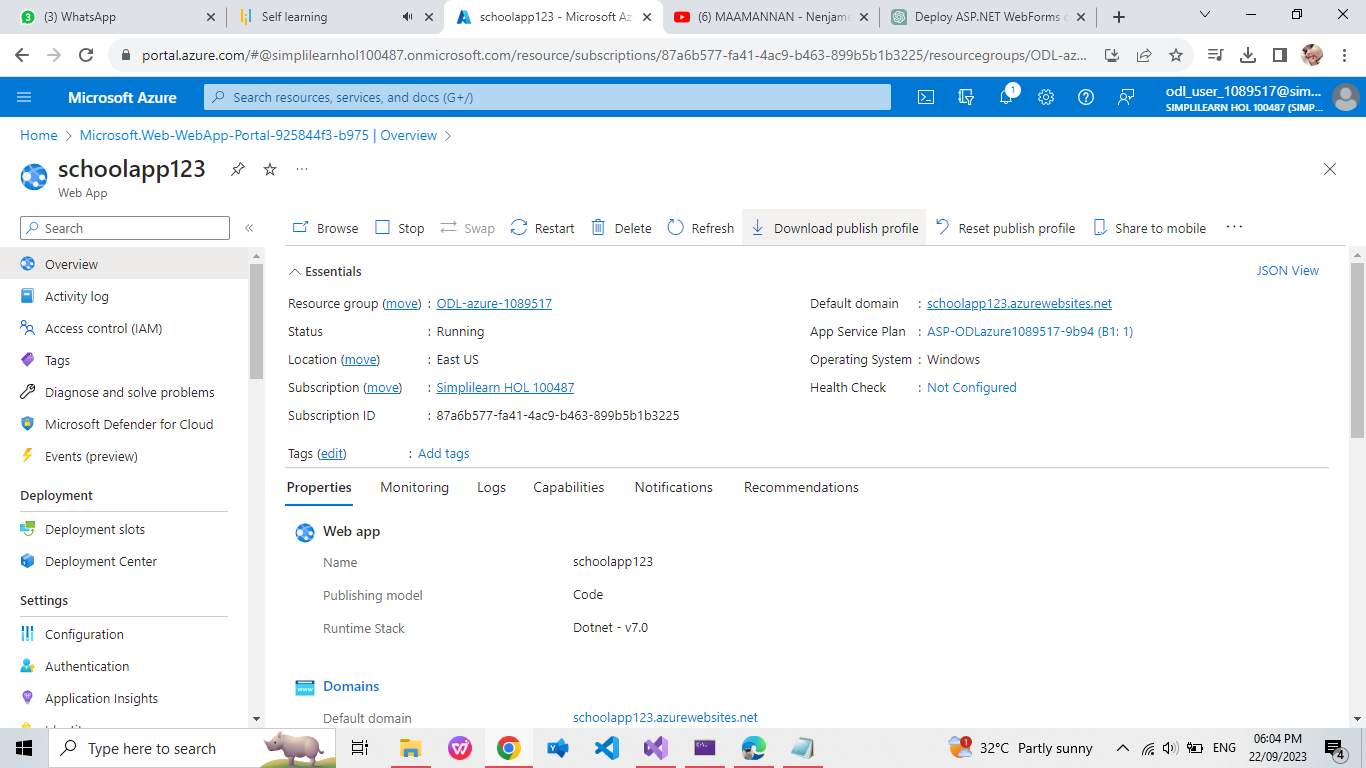 (3) WhatsApp
Self learning
schoolapp123 - Microsoft Az
(6) MAAMANNAN - Nenjame
Deploy ASP.NET WebForms
portal.azure.com/#@simplilearnhol100487.onmicrosoft.com/resource/subscriptions/87a6b577-fa41-4ac9-b463-899b5b1b3225/resourcegroups/ODL-az...
Microsoft Azure
Search resources, services, and docs (G+/)
1
odl_user_1089517@sim...
SIMPLILEARN HOL 100487 (SIMP...
Home > Microsoft.Web-WebApp-Portal-925844f3-b975 | Overview >
schoolapp123
Web App
Search
«
Browse
Stop
Swap
Restart
Delete
Refresh
Download publish profile
Reset publish profile
Share to mobile
Overview
Activity log
Access control (IAM)
Tags
Diagnose and solve problems
Microsoft Defender for Cloud
Events (preview)
Deployment
Deployment slots
Deployment Center
Settings
Configuration
Authentication
Application Insights
Essentials
JSON View
Resource group (move) : ODL-azure-1089517
Status : Running
Location (move) : East US
Subscription (move) : Simplilearn HOL 100487
Subscription ID : 87a6b577-fa41-4ac9-b463-899b5b1b3225
Default domain : schoolapp123.azurewebsites.net
App Service Plan : ASP-ODLazure1089517-9b94 (B1: 1)
Operating System : Windows
Health Check : Not Configured
Tags (edit) : Add tags
Properties
Monitoring
Logs
Capabilities
Notifications
Recommendations
Web app
Name schoolapp123
Publishing model Code
Runtime Stack Dotnet - v7.0
Domains
Default domain schoolapp123.azurewebsites.net
Type here to search
1
32°C Partly sunny
ENG
06:04 PM
22/09/2023
4